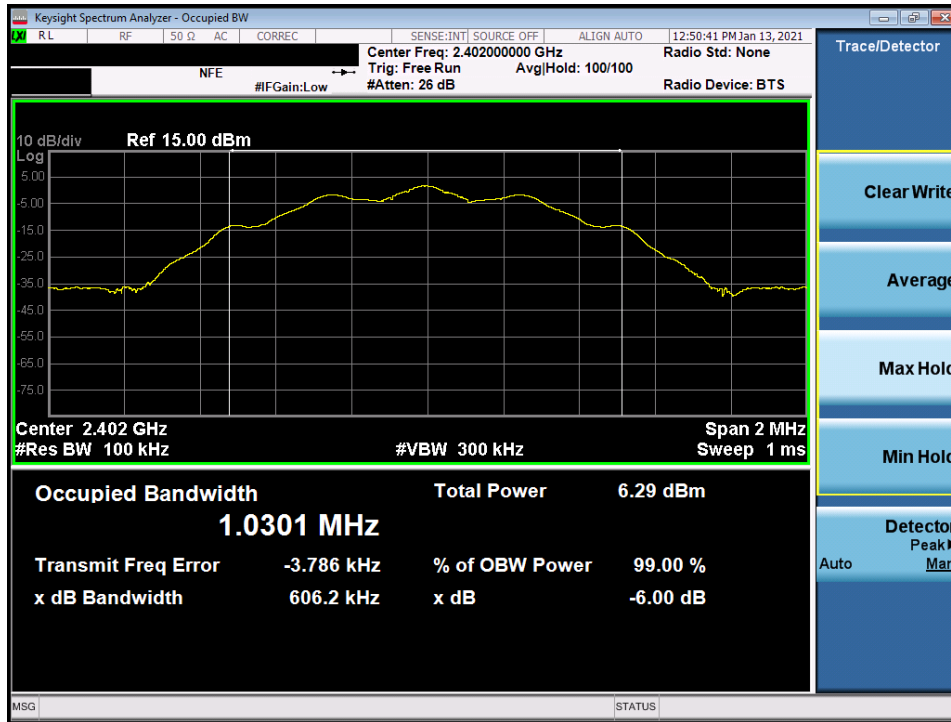 Keysight Spectrum Analyzer - Occupied BW
LXI RL RF 50 Ω AC CORREC SENSE:INT SOURCE OFF ALIGN AUTO 12:50:41 PM Jan 13, 2021
Center Freq: 2.402000000 GHz Radio Std: None
NFE Trig: Free Run Avg|Hold: 100/100
#IFGain:Low #Atten: 26 dB Radio Device: BTS
Trace/Detector
10 dB/div Ref 15.00 dBm
Log
5.00
-5.00
-15.0
-25.0
-35.0
-45.0
-55.0
-65.0
-75.0
Center 2.402 GHz Span 2 MHz
#Res BW 100 kHz #VBW 300 kHz Sweep 1 ms
Occupied Bandwidth Total Power 6.29 dBm
1.0301 MHz
Transmit Freq Error -3.786 kHz % of OBW Power 99.00 %
x dB Bandwidth 606.2 kHz x dB -6.00 dB
Clear Write
Average
Max Hold
Min Hold
Detector
Peak
Auto Man
MSG STATUS